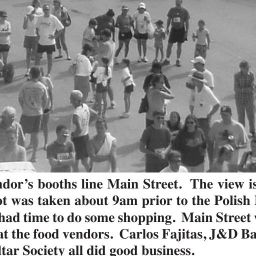 ndor's booths line Main Street. The view is
ot was taken about 9am prior to the Polish
had time to do some shopping. Main Street
at the food vendors. Carlos Fajitas, J&D Ba
ltar Society all did good business.